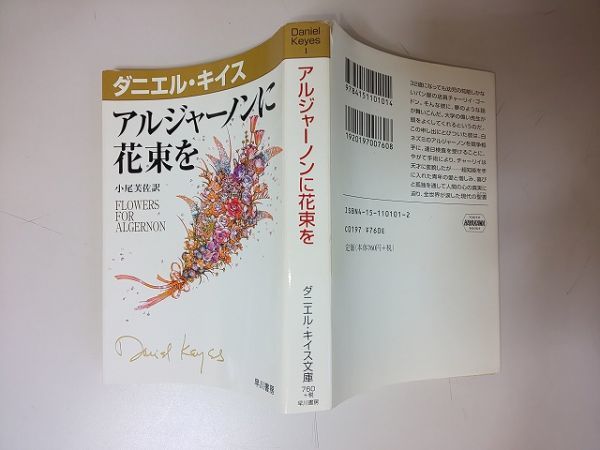 ダニエル・キイス
アルジャーノンに
花束を
小尾芙佐訳
FLOWERS
FOR
ALGERNON
Daniel Keyes
早川書房
Daniel
Keyes
1
アルジャーノンに花束を
ダニエル・キイス文庫
760
+税
早川書房
9784151101014
1920197007608
ISBN4-15-110101-2
C0197 ¥760E
定価(本体760円+税)
32歳になっても幼児の知能しかな
いパン屋の店員チャーリイ・ゴー
ドン。そんな彼に、夢のような話
が舞いこんだ。大学の偉い先生が
頭をよくしてくれるというのだ。
この申し出にとびついた彼は、白
ネズミのアルジャーノンを競争相
手に、連日検査を受けることに。
やがて手術により、チャーリイは
天才に変貌したが――超知能を手
に入れた青年の愛と憎しみ、喜び
と孤独を通して人間の心の真実に
迫り、全世界が涙した現代の聖書
HAYAKAWA